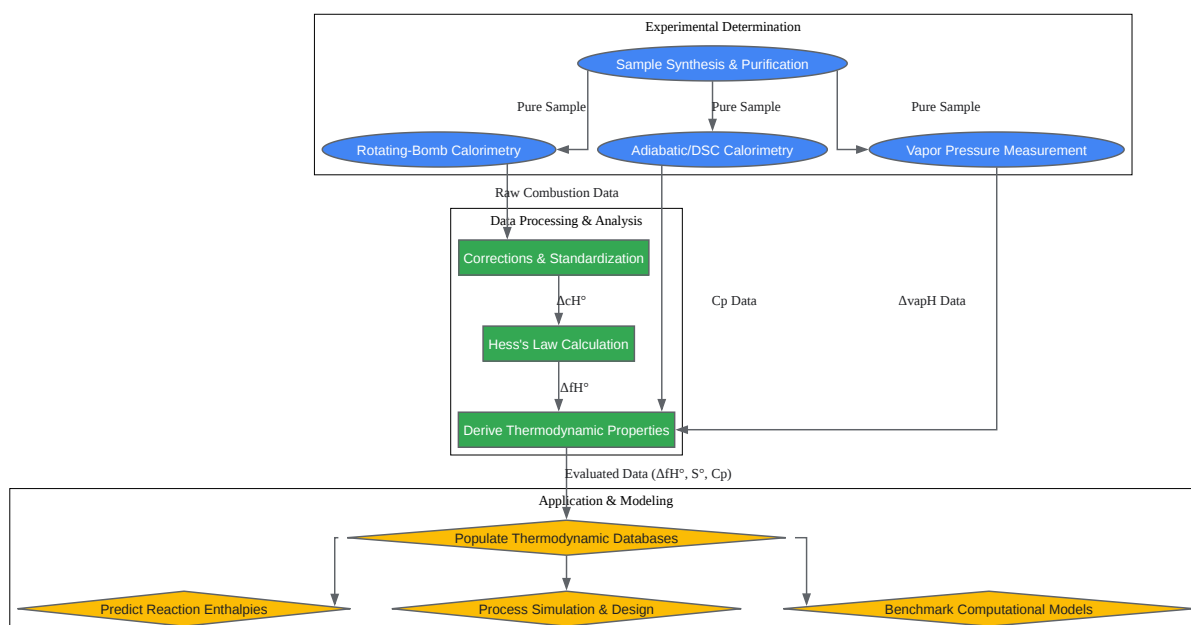 Experimental Determination
Sample Synthesis & Purification
Pure Sample
Pure Sample
Pure Sample
Rotating-Bomb Calorimetry
Adiabatic/DSC Calorimetry
Vapor Pressure Measurement
Raw Combustion Data
Data Processing & Analysis
Corrections & Standardization
ΔcH°
Cp Data
ΔvapH Data
Hess's Law Calculation
ΔfH°
Derive Thermodynamic Properties
Evaluated Data (ΔfH°, S°, Cp)
Application & Modeling
Populate Thermodynamic Databases
Predict Reaction Enthalpies
Process Simulation & Design
Benchmark Computational Models